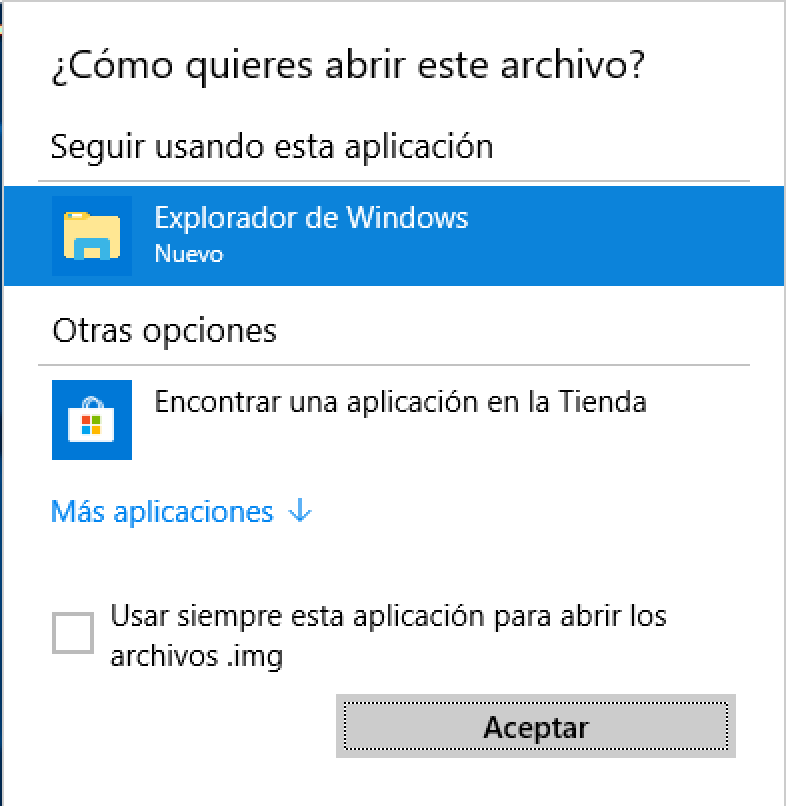 ¿Cómo quieres abrir este archivo?
Seguir usando esta aplicación
Explorador de Windows
Nuevo
Otras opciones
Encontrar una aplicación en la Tienda
Más aplicaciones ↓
Usar siempre esta aplicación para abrir los
archivos .img
Aceptar